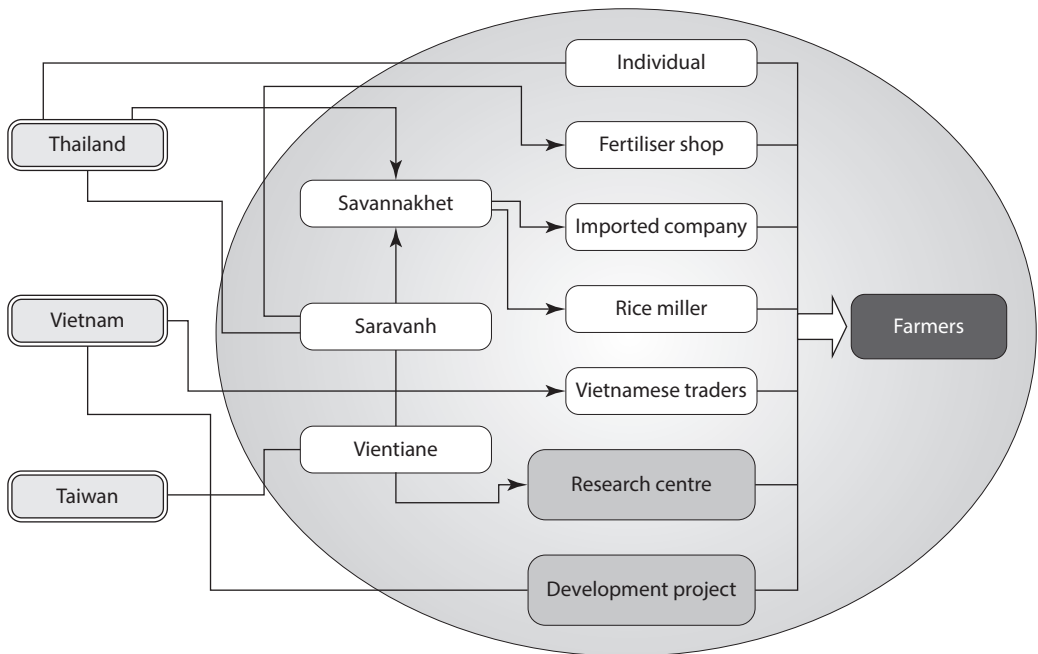 Thailand
Vietnam
Taiwan
Savannakhet
Saravanh
Vientiane
Individual
Fertiliser shop
Imported company
Rice miller
Vietnamese traders
Research centre
Development project
Farmers